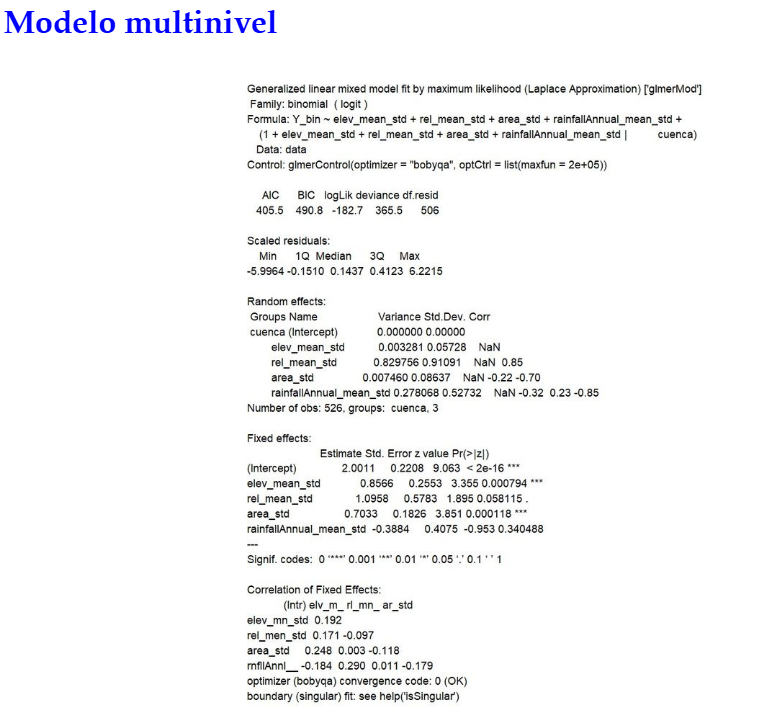 Modelo multinivel
Generalized linear mixed model fit by maximum likelihood (Laplace Approximation) ['glmerMod']
Family: binomial ( logit )
Formula: Y_bin ~ elev_mean_std + rel_mean_std + area_std + rainfallAnnual_mean_std +
(1 + elev_mean_std + rel_mean_std + area_std + rainfallAnnual_mean_std | cuenca)
Data: data
Control: glmerControl(optimizer = "bobyqa", optCtrl = list(maxfun = 2e+05))
AIC BIC logLik deviance df.resid
405.5 490.8 -182.7 365.5 506
Scaled residuals:
Min 1Q Median 3Q Max
-5.9964 -0.1510 0.1437 0.4123 6.2215
Random effects:
Groups Name Variance Std.Dev. Corr
cuenca (Intercept) 0.000000 0.00000
elev_mean_std 0.003281 0.05728 NaN
rel_mean_std 0.829756 0.91091 NaN 0.85
area_std 0.007460 0.08637 NaN -0.22 -0.70
rainfallAnnual_mean_std 0.278068 0.52732 NaN -0.32 0.23 -0.85
Number of obs: 526, groups: cuenca, 3
Fixed effects:
Estimate Std. Error z value Pr(>|z|)
(Intercept) 2.0011 0.2208 9.063 < 2e-16 ***
elev_mean_std 0.8566 0.2553 3.355 0.000794 ***
rel_mean_std 1.0958 0.5783 1.895 0.058115 .
area_std 0.7033 0.1826 3.851 0.000118 ***
rainfallAnnual_mean_std -0.3884 0.4075 -0.953 0.340488
---
Signif. codes: 0 '***' 0.001 '**' 0.01 '*' 0.05 '.' 0.1 ' ' 1
Correlation of Fixed Effects:
(Intr) elv_m_ rl_mn_ ar_std
elev_mn_std 0.192
rel_men_std 0.171 -0.097
area_std 0.248 0.003 -0.118
rnfllAnnl__ -0.184 0.290 0.011 -0.179
optimizer (bobyqa) convergence code: 0 (OK)
boundary (singular) fit: see help('isSingular')